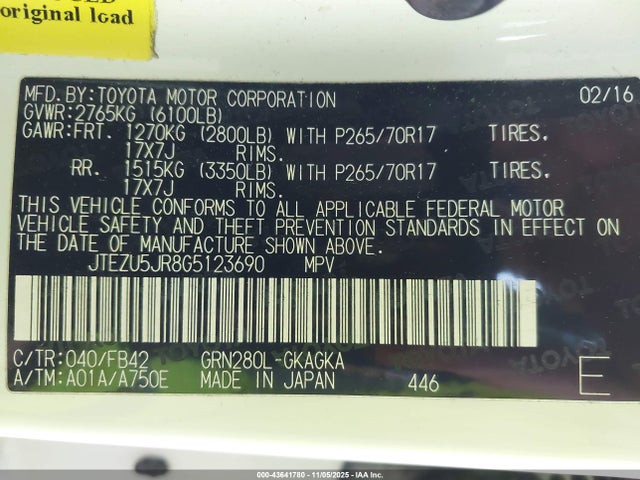 original load
MFD.BY:TOYOTA MOTOR CORPORATION 02/16
GVWR:2765KG (6100LB)
GAWR:FRT. 1270KG (2800LB) WITH P265/70R17 TIRES.
17X7J RIMS.
RR. 1515KG (3350LB) WITH P265/70R17 TIRES.
17X7J RIMS.
THIS VEHICLE CONFORMS TO ALL APPLICABLE FEDERAL MOTOR
VEHICLE SAFETY AND THEFT PREVENTION STANDARDS IN EFFECT ON
THE DATE OF MANUFACTURE SHOWN ABOVE.
JTEZU5JR8G5123690 MPV
C/TR:040/FB42 GRN280L-GKAGKA
A/TM:A01A/A750E MADE IN JAPAN 446 E
000-43641780 - 11/05/2025 - IAA Inc.